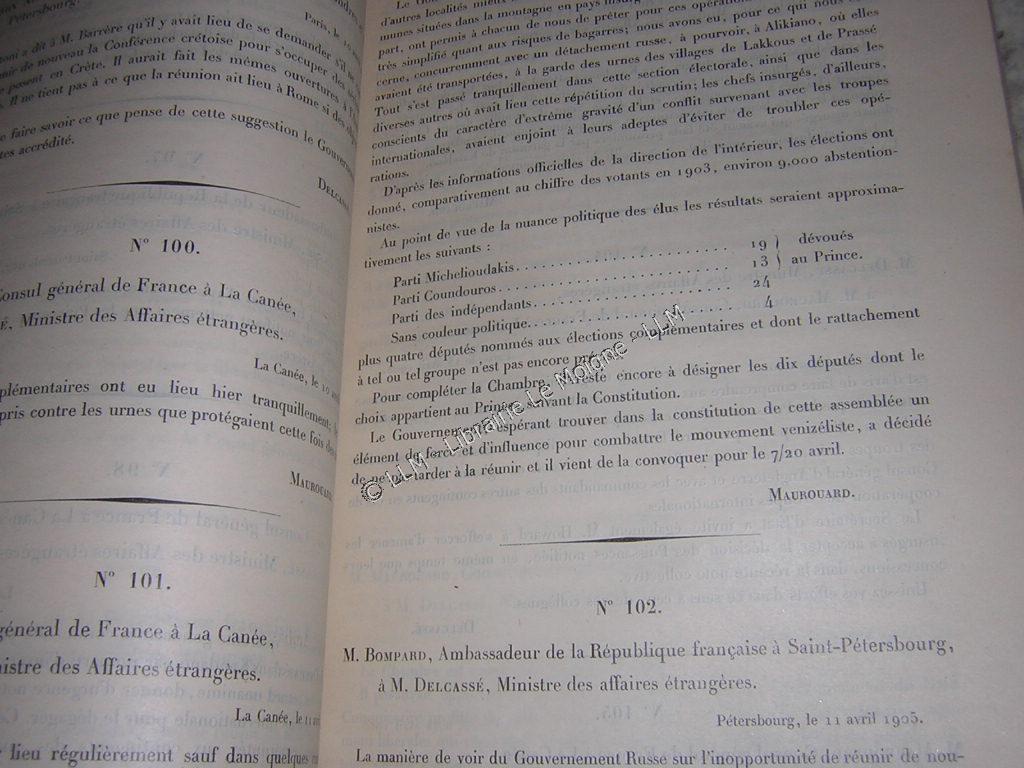 Pétersbourg.
Paris, le 10
a dit à M. Barrère qu'il y avait lieu de se demander s'il
de nouveau la Conférence crétoise pour s'occuper des
posent en Crète. Il aurait fait les mêmes ouvertures à
Il ne tient pas à ce que la réunion ait lieu à Rome si
faire savoir ce que pense de cette suggestion le Gouver
accrédité.
DELCASSÉ
N° 100.
Consul général de France à La Canée,
É, Ministre des Affaires étrangères.
La Canée, le 10
plémentaires ont eu lieu hier tranquillement;
pris contre les urnes que protégaient cette fois
MAUROUARD
N° 101.
général de France à La Canée,
nistre des Affaires étrangères.
La Canée, le 11
lieu régulièrement sauf dans quelques
d'autres localités mieux
munes situées dans la montagne en pays
part, ont permis à chacun de nous de prêter pour ces opérations
très simplifié quant aux risques de bagarres; nous avons eu, pour ce qui nous
cerne, concurremment avec un détachement russe, à pourvoir, à Alikiano, où elles
avaient été transportées, à la garde des urnes des villages de Lakkous et de Prassé
Tout s'est passé tranquillement dans cette section électorale, ainsi que dans les
diverses autres où avait lieu cette répétition du scrutin; les chefs insurgés, d'ailleurs,
conscients du caractère d'extrême gravité d'un conflit survenant avec les troupes
internationales, avaient enjoint à leurs adeptes d'éviter de troubler ces opé-
rations.
D'après les informations officielles de la direction de l'intérieur, les élections ont
donné, comparativement au chiffre des votants en 1903, environ 9.000 abstention-
nistes.
Au point de vue de la nuance politique des élus les résultats seraient approxima-
tivement les suivants :
Parti Michelioudakis . . . . . . . . . . 19 } dévoués
Parti Coundouros . . . . . . . . . . 13 } au Prince.
Parti des indépendants . . . . . . . . . . 24
Sans couleur politique . . . . . . . . . . 4
plus quatre députés nommés aux élections complémentaires et dont le rattachement
à tel ou tel groupe n'est pas encore
Pour compléter la Chambre, il reste encore à désigner les dix députés dont le
choix appartient au Prince suivant la Constitution.
Le Gouvernement espérant trouver dans la constitution de cette assemblée un
élément de force et d'influence pour combattre le mouvement venizéliste, a décidé
de ne pas tarder à la réunir et il vient de la convoquer pour le 7/20 avril.
MAUROUARD.
N° 102.
M. BOMPARD, Ambassadeur de la République française à Saint-Pétersbourg,
à M. DELCASSÉ, Ministre des affaires étrangères.
Pétersbourg, le 11 avril 1905.
La manière de voir du Gouvernement Russe sur l'inopportunité de réunir de nou-
© LLM - Librairie Le Molone - LLM